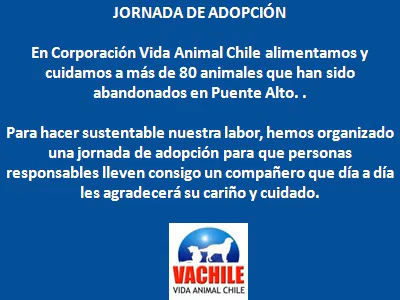 JORNADA DE ADOPCIÓN
En Corporación Vida Animal Chile alimentamos y
cuidamos a más de 80 animales que han sido
abandonados en Puente Alto. .
Para hacer sustentable nuestra labor, hemos organizado
una jornada de adopción para que personas
responsables lleven consigo un compañero que día a día
les agradecerá su cariño y cuidado.
VACHILE
VIDA ANIMAL CHILE